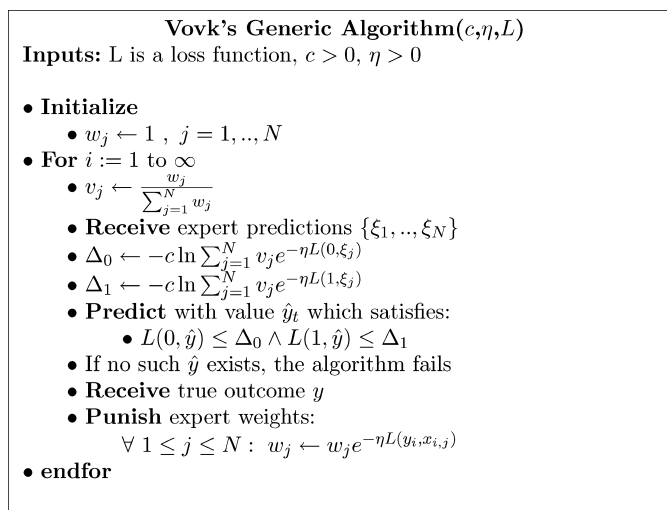 Vovk's Generic Algorithm(c,η,L)
Inputs: L is a loss function, c > 0, η > 0
• Initialize
• w_j ← 1 , j = 1,..,N
• For i := 1 to ∞
• v_j ← \frac{w_j}{\sum_{j=1}^{N} w_j}
• Receive expert predictions {ξ_1,..,ξ_N}
• Δ_0 ← −c ln ∑_{j=1}^{N} v_j e^{−ηL(0,ξ_j)}
• Δ_1 ← −c ln ∑_{j=1}^{N} v_j e^{−ηL(1,ξ_j)}
• Predict with value ŷ_t which satisfies:
• L(0, ŷ) ≤ Δ_0 ∧ L(1, ŷ) ≤ Δ_1
• If no such ŷ exists, the algorithm fails
• Receive true outcome y
• Punish expert weights:
∀ 1 ≤ j ≤ N : w_j ← w_j e^{−ηL(y_i,x_{i,j})}
• endfor